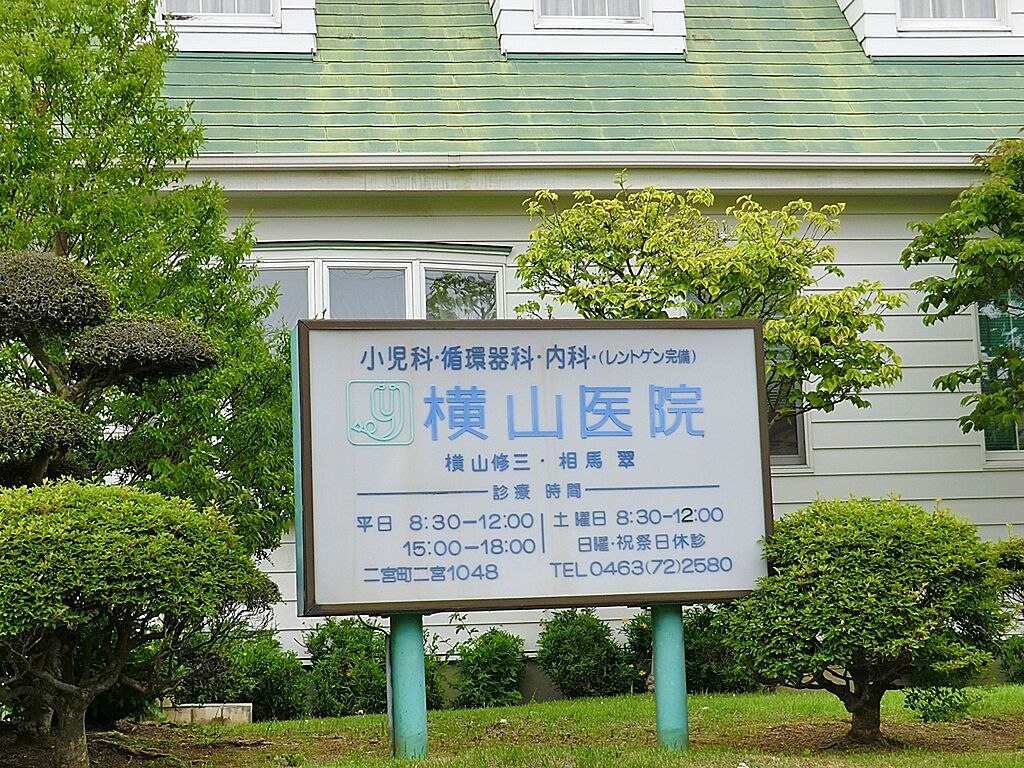 小児科・循環器科・内科・(レントゲン完備)
横山医院
横山修三・相馬 翠
診療 時間
平日 8:30-12:00
15:00-18:00
土曜日 8:30-12:00
日曜・祝祭日休診
二宮町二宮1048 TEL0463(72)2580